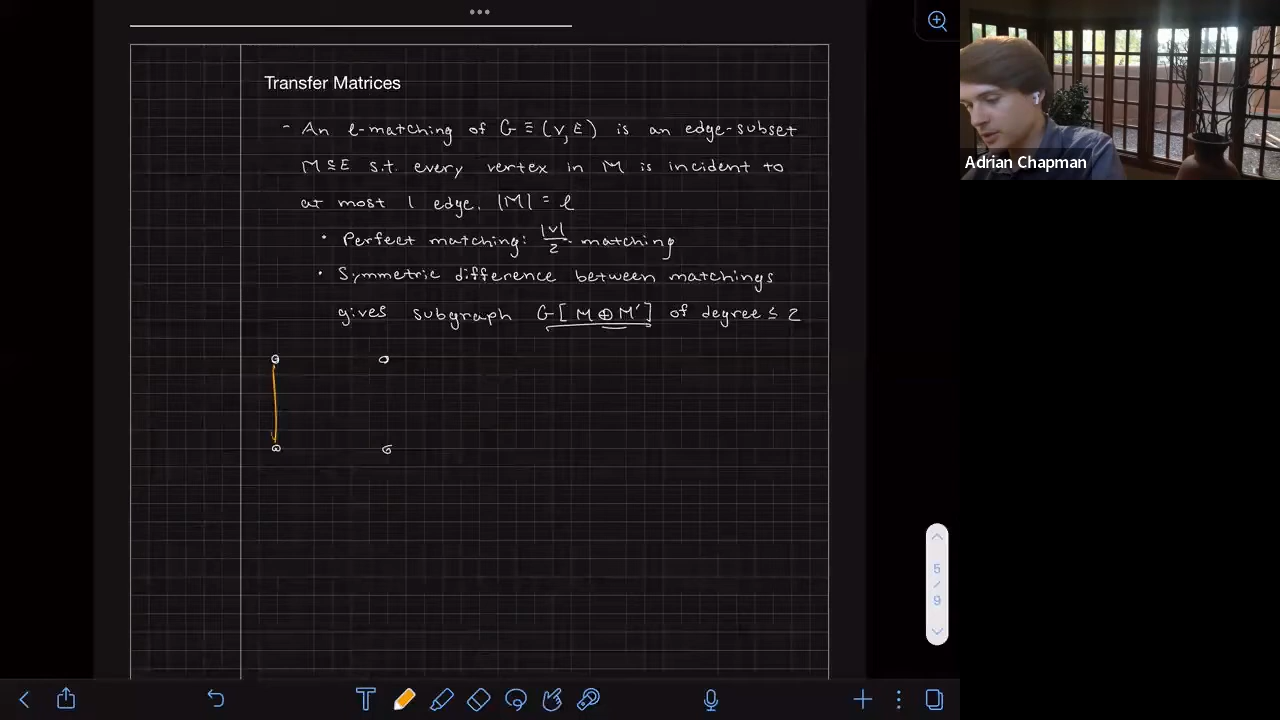 Transfer Matrices
- An l-matching of G ≡ (V, E) is an edge-subset
M ⊆ E s.t. every vertex in M is incident to
at most 1 edge. |M| = l
• Perfect matching: |V|/2 - matching
• Symmetric difference between matchings
gives subgraph G[M ⊕ M'] of degree ≤ 2
Adrian Chapman
5
/
9
T